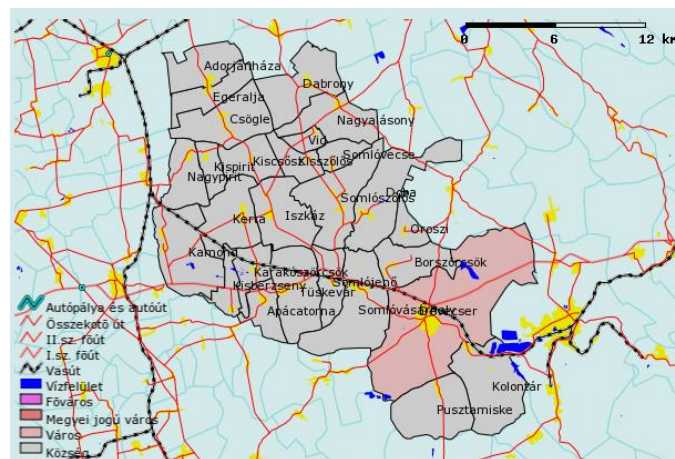 0 6 12 km
Adorjánháza
Dabrony
Egeralja
Csögle
Nagyalásony
Vid
Kiscsősz
Kisszőlős
Somlóvecse
Kispirit
Nagypirit
Doba
Somlószőlős
Iszkáz
Kerta
Oroszi
Kamond
Borszörcsök
Karakószörcsök
Somlójenő
Kisberzseny
Tüskevár
Apácatorna
Somlóvásárhely
Devecser
Kolontár
Pusztamiske
Autópálya és autóút
Összekötő út
II.sz. főút
I.sz. főút
Vasút
Vízfelület
Főváros
Megyei jogú város
Város
Község